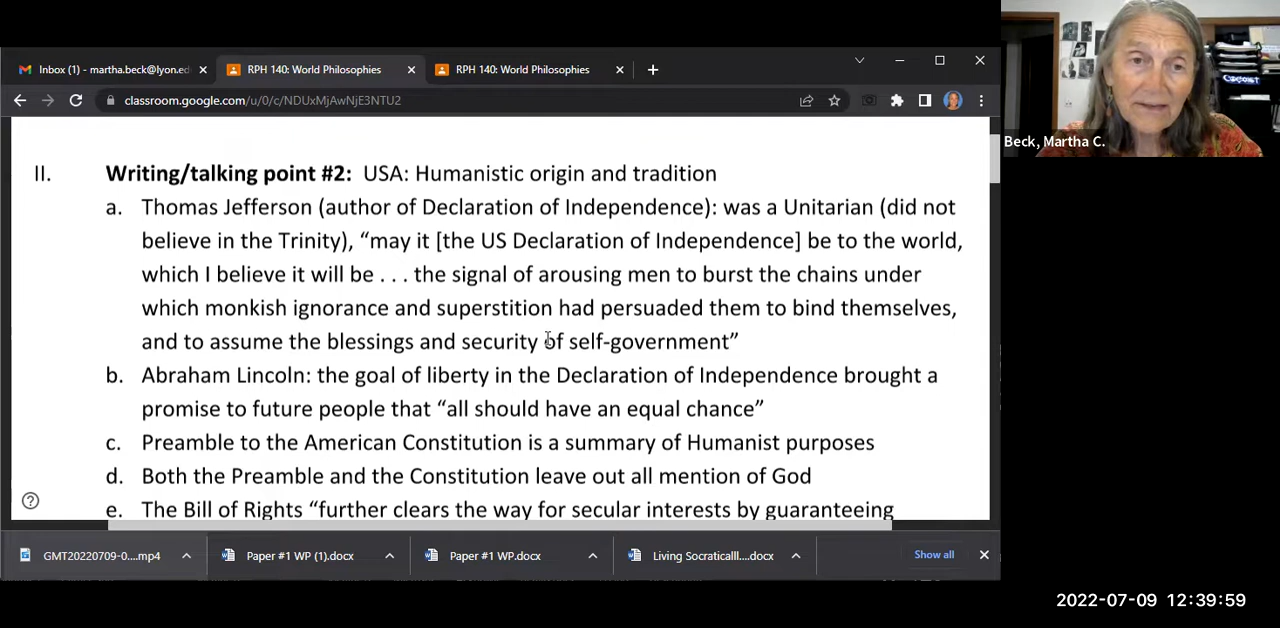 Inbox (1) - martha.beck@lyon.ed
RPH 140: World Philosophies
RPH 140: World Philosophies
classroom.google.com/u/0/c/NDUxMjAwNjE3NTU2
Beck, Martha C.
II. Writing/talking point #2: USA: Humanistic origin and tradition
a. Thomas Jefferson (author of Declaration of Independence): was a Unitarian (did not
believe in the Trinity), “may it [the US Declaration of Independence] be to the world,
which I believe it will be . . . the signal of arousing men to burst the chains under
which monkish ignorance and superstition had persuaded them to bind themselves,
and to assume the blessings and security of self-government”
b. Abraham Lincoln: the goal of liberty in the Declaration of Independence brought a
promise to future people that “all should have an equal chance”
c. Preamble to the American Constitution is a summary of Humanist purposes
d. Both the Preamble and the Constitution leave out all mention of God
e. The Bill of Rights “further clears the way for secular interests by guaranteeing
GMT20220709-0....mp4
Paper #1 WP (1).docx
Paper #1 WP.docx
Living Socraticalll....docx
Show all
2022-07-09 12:39:59